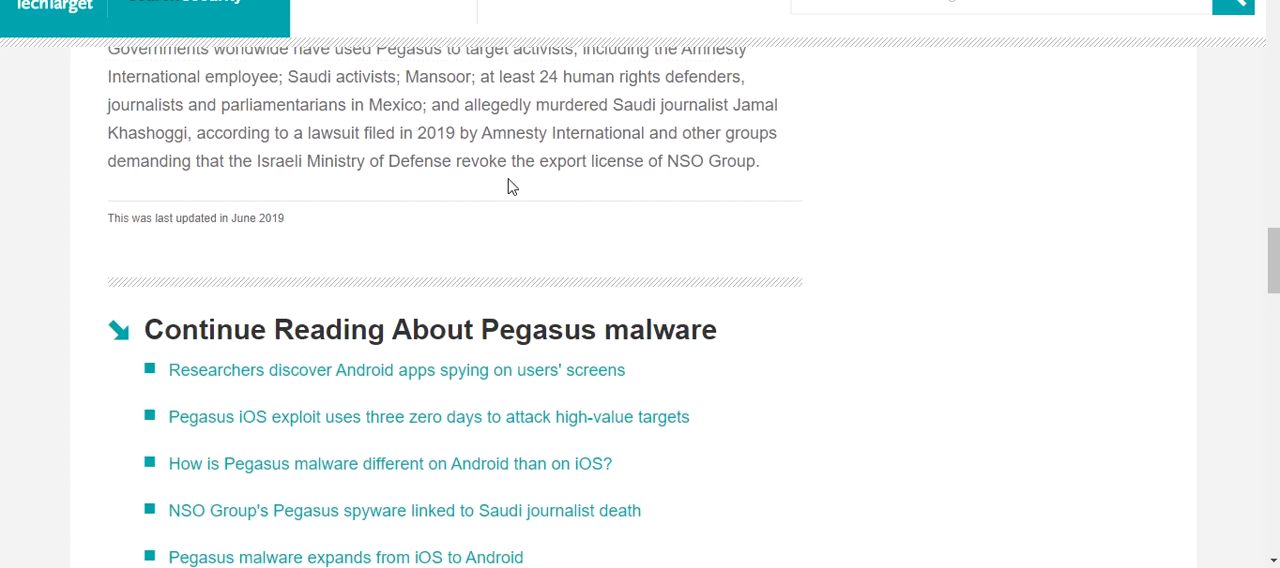 TechTarget
Governments worldwide have used Pegasus to target activists, including the Amnesty
International employee; Saudi activists; Mansoor; at least 24 human rights defenders,
journalists and parliamentarians in Mexico; and allegedly murdered Saudi journalist Jamal
Khashoggi, according to a lawsuit filed in 2019 by Amnesty International and other groups
demanding that the Israeli Ministry of Defense revoke the export license of NSO Group.
This was last updated in June 2019
Continue Reading About Pegasus malware
Researchers discover Android apps spying on users' screens
Pegasus iOS exploit uses three zero days to attack high-value targets
How is Pegasus malware different on Android than on iOS?
NSO Group's Pegasus spyware linked to Saudi journalist death
Pegasus malware expands from iOS to Android